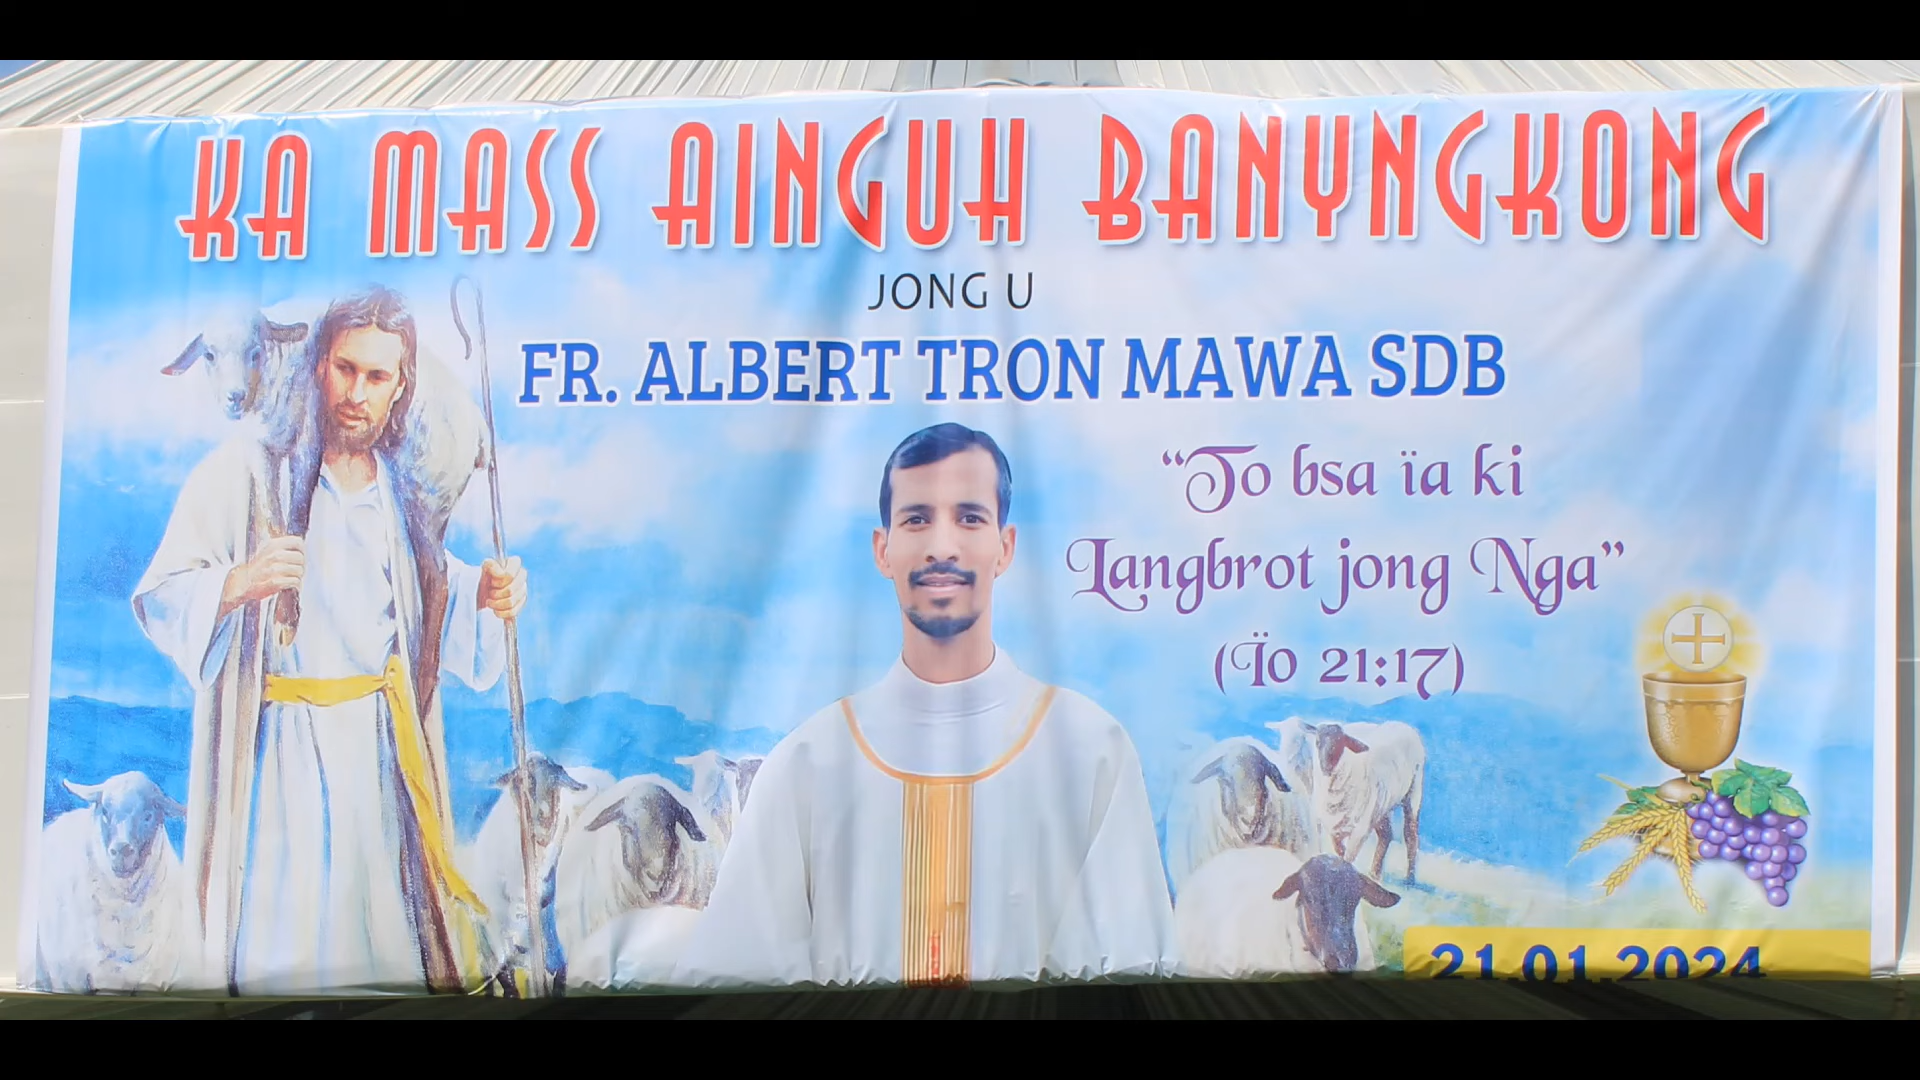 KA MASS AINGUH BANYNGKONG
JONG U
FR. ALBERT TRON MAWA SDB
“To bsa ïa ki
Langbrot jong Nga”
(Ïo 21:17)
21.01.2024